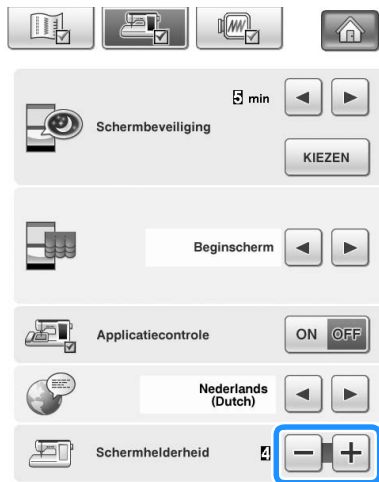 5 min
Schermbeveiliging
KIEZEN
Beginscherm
Applicatiecontrole
ON OFF
Nederlands
(Dutch)
Schermhelderheid
4
− +